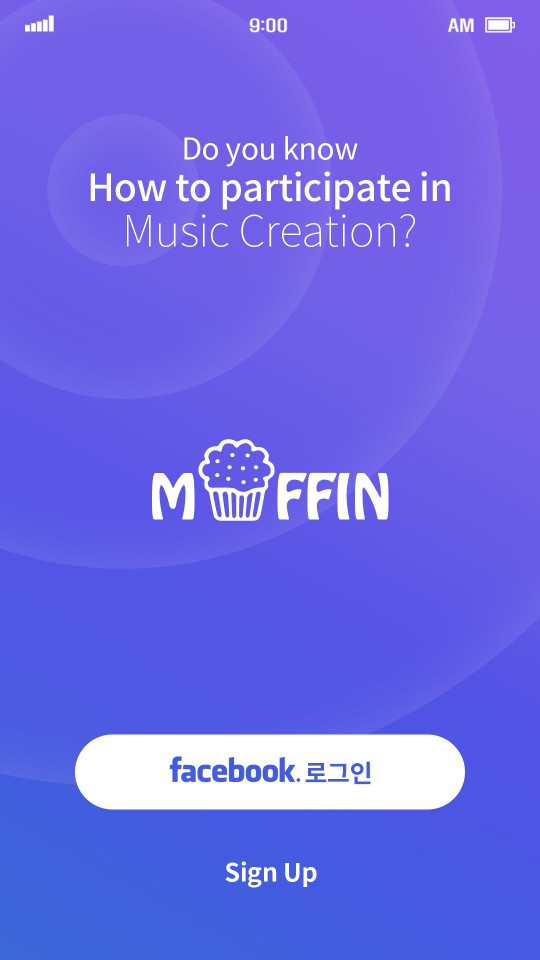 9:00 AM
Do you know
How to participate in
Music Creation?
M FFIN
facebook. 로그인
Sign Up